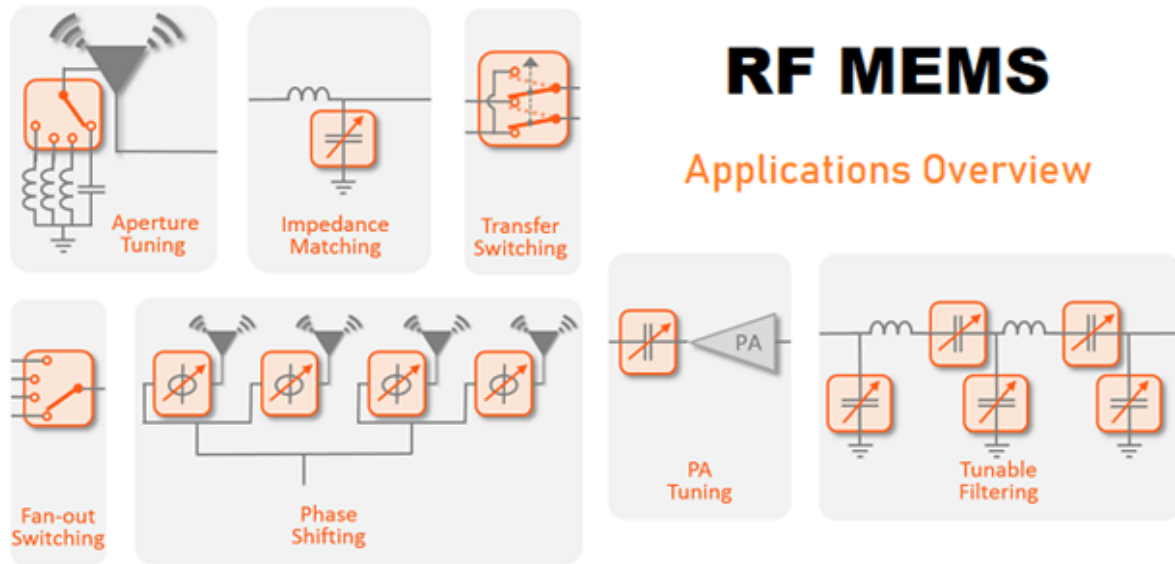 RF MEMS
Applications Overview
Aperture
Tuning
Impedance
Matching
Transfer
Switching
Fan-out
Switching
Phase
Shifting
PA
PA
Tuning
Tunable
Filtering